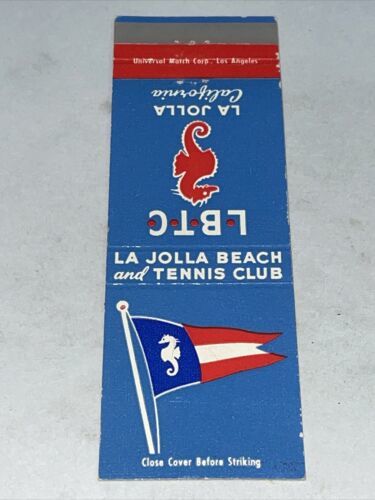 Universal Match Corp., Los Angeles
LA JOLLA
California
L·B·T·C
LA JOLLA BEACH
and TENNIS CLUB
Close Cover Before Striking